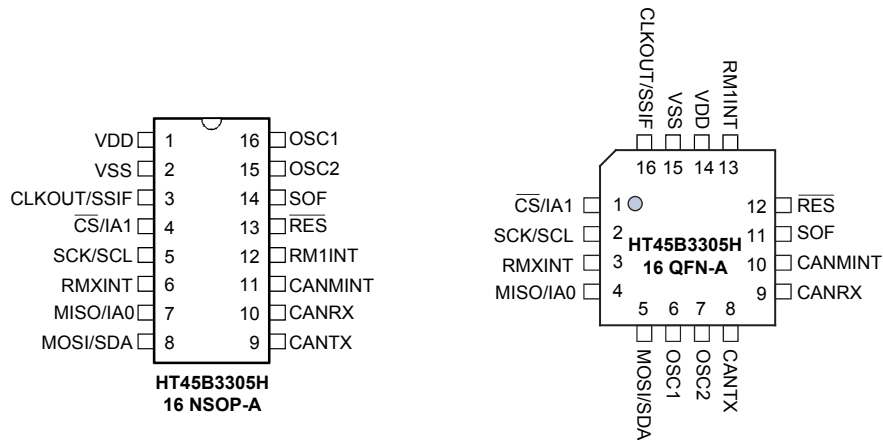 VDD 1 16 OSC1
VSS 2 15 OSC2
CLKOUT/SSIF 3 14 SOF
C̅S̅/IA1 4 13 R̅E̅S̅
SCK/SCL 5 12 RM1INT
RMXINT 6 11 CANMINT
MISO/IA0 7 10 CANRX
MOSI/SDA 8 9 CANTX
HT45B3305H
16 NSOP-A
CLKOUT/SSIF
VSS
VDD
RM1INT
16 15 14 13
C̅S̅/IA1 1 12 R̅E̅S̅
SCK/SCL 2 11 SOF
HT45B3305H
RMXINT 3 10 CANMINT
16 QFN-A
MISO/IA0 4 9 CANRX
5 6 7 8
MOSI/SDA
OSC1
OSC2
CANTX